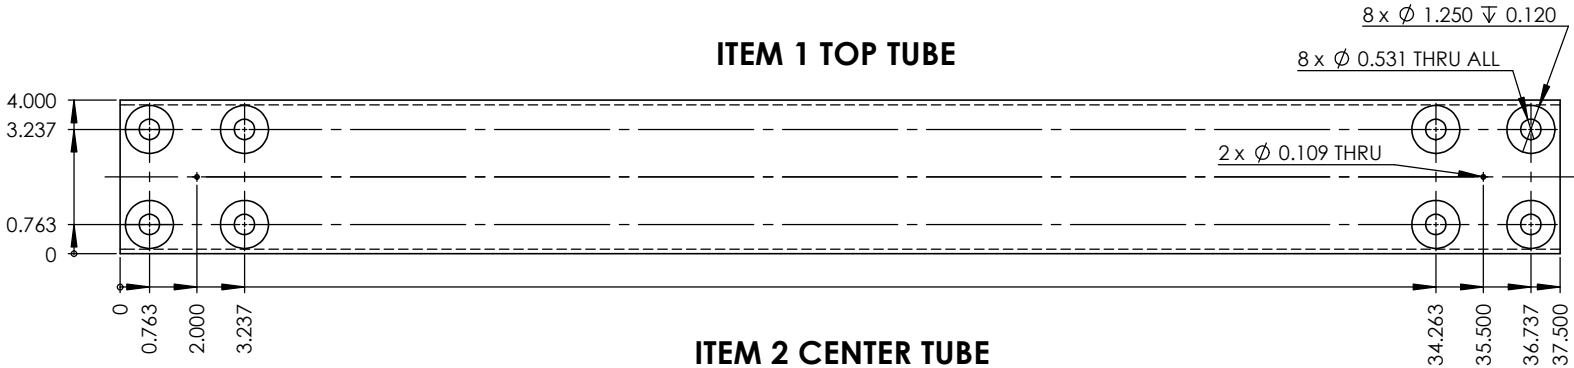 8 x Ø 1.250 ↧ 0.120
ITEM 1 TOP TUBE
8 x Ø 0.531 THRU ALL
4.000
3.237
2 x Ø 0.109 THRU
0.763
0
0
0.763
2.000
3.237
34.263
35.500
36.737
37.500
ITEM 2 CENTER TUBE